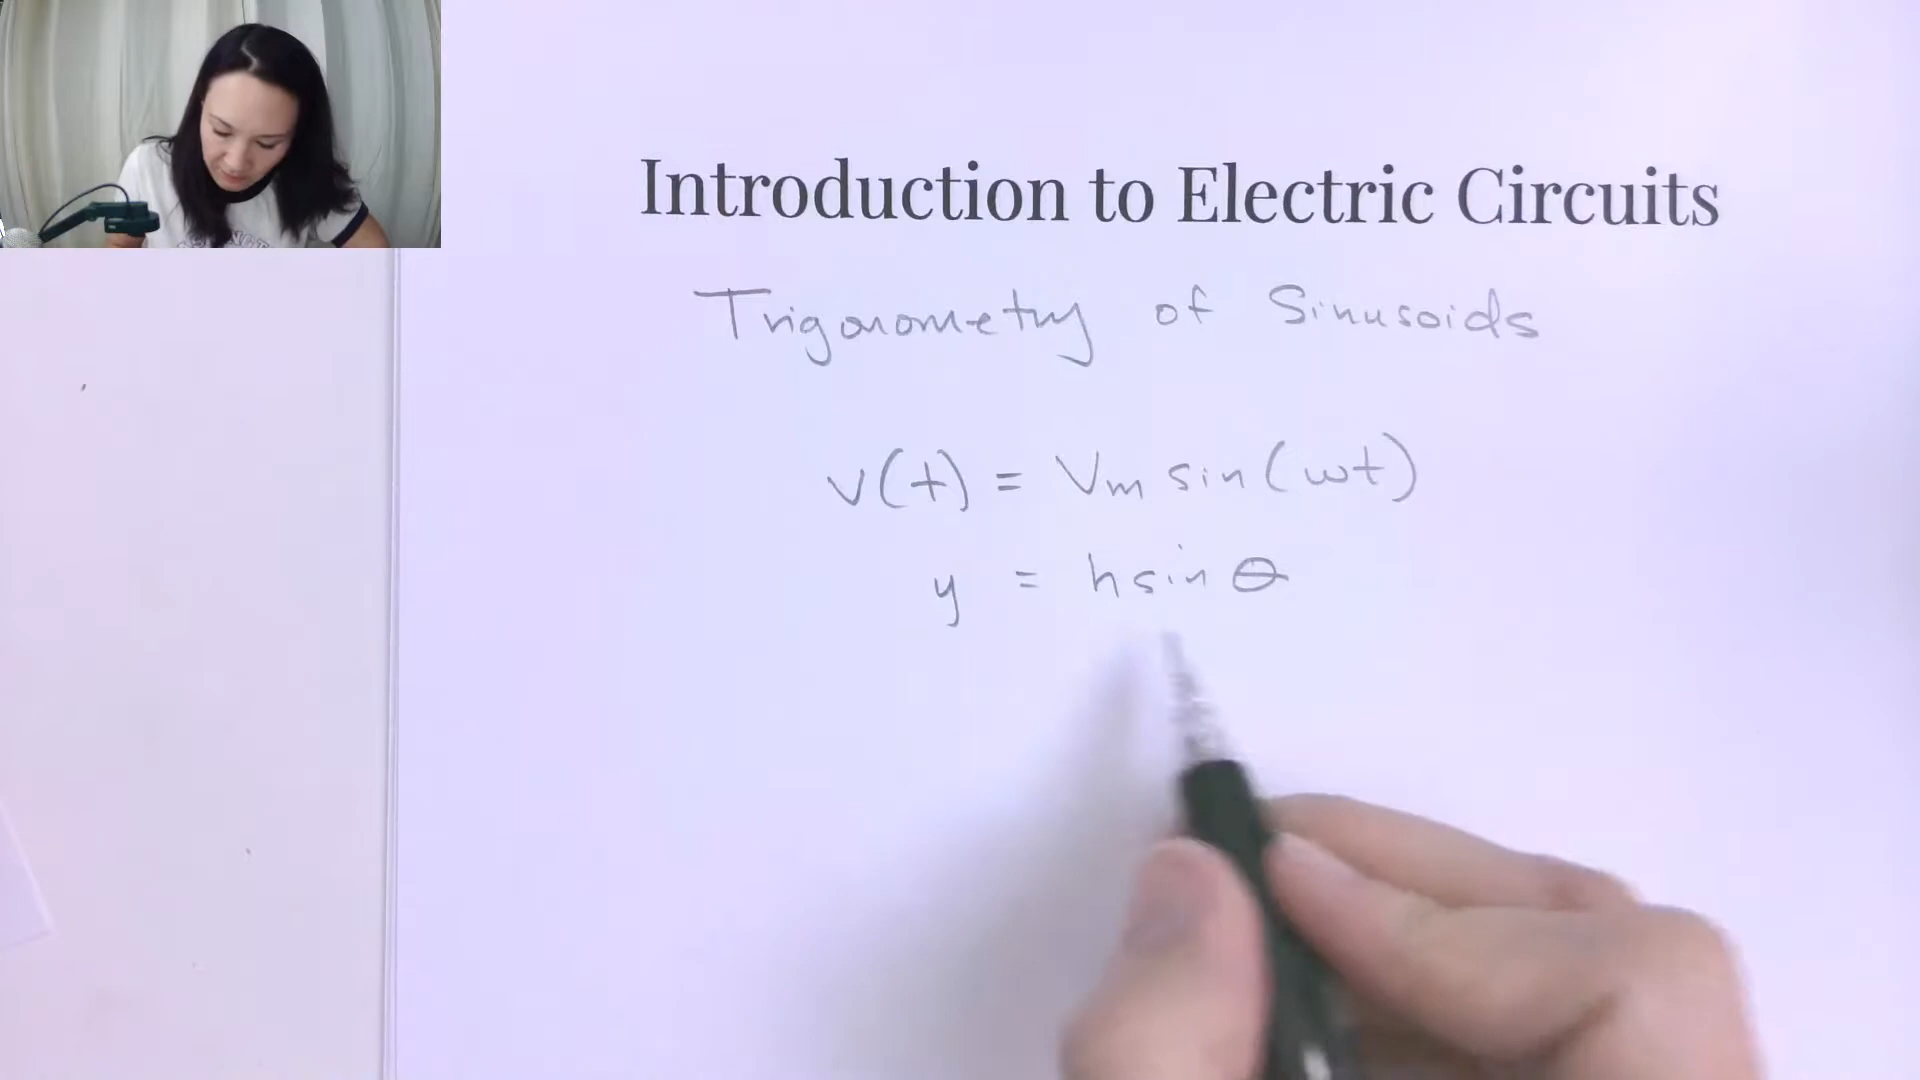 Introduction to Electric Circuits
Trigonometry of Sinusoids
v(t) = Vm sin(ωt)
y = h sin θ